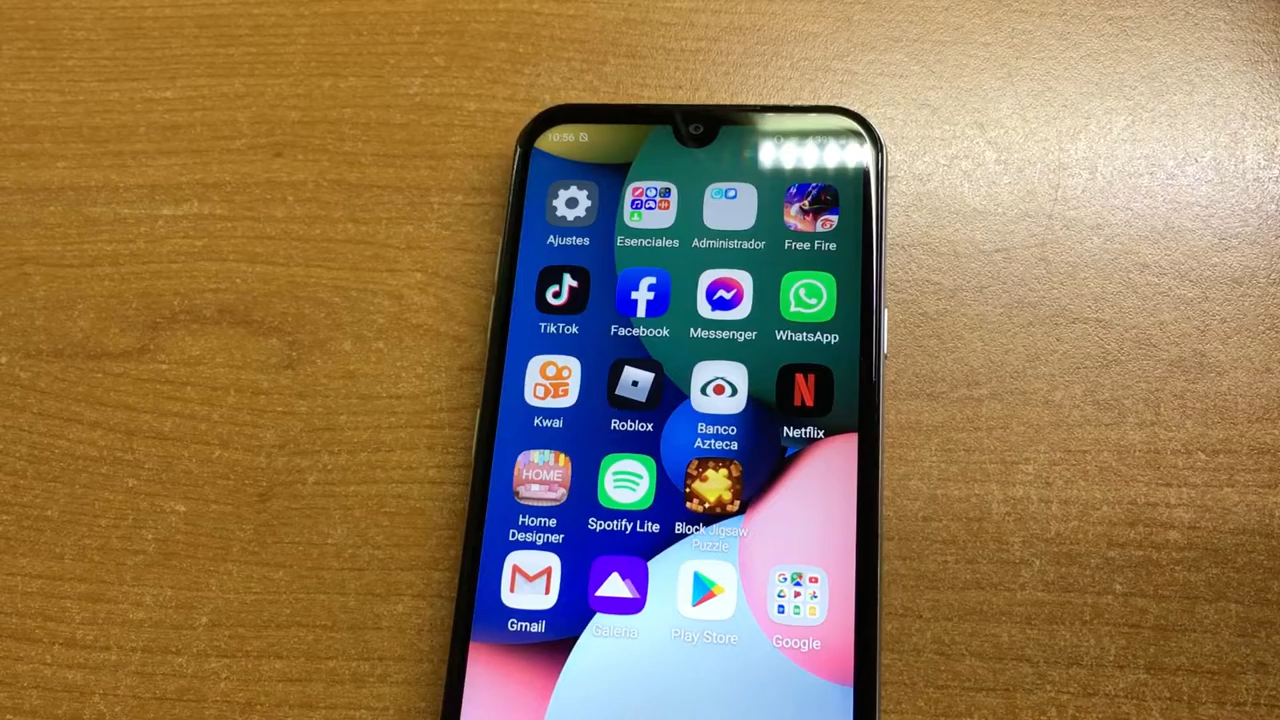 10:56
Ajustes
Esenciales
Administrador
Free Fire
TikTok
Facebook
Messenger
WhatsApp
Kwai
Roblox
Banco
Azteca
N
Netflix
HOME
Home
Designer
Spotify Lite
Block Jigsaw
Puzzle
Gmail
Galería
Play Store
Google